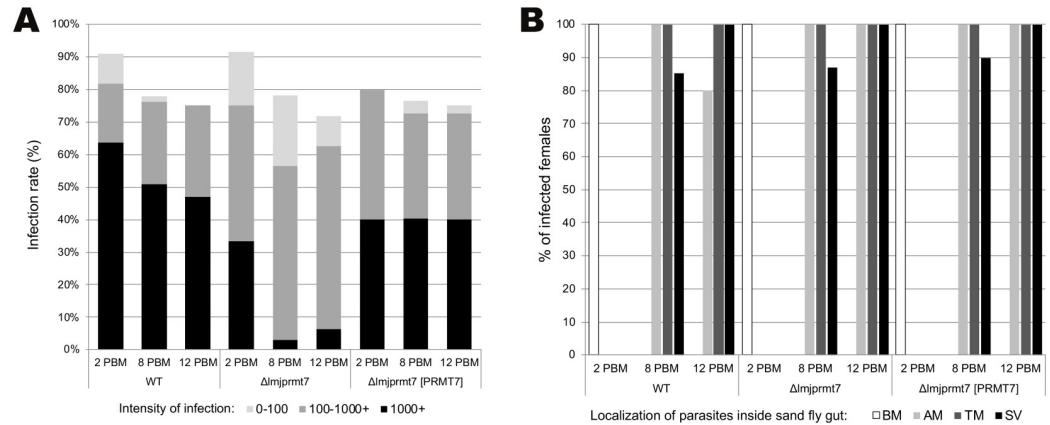 A
Infection rate (%)
100%
90%
80%
70%
60%
50%
40%
30%
20%
10%
0%
2 PBM 8 PBM 12 PBM 2 PBM 8 PBM 12 PBM 2 PBM 8 PBM 12 PBM
WT Δlmjprmt7 Δlmjprmt7 [PRMT7]
Intensity of infection: 0-100 100-1000+ 1000+
B
% of infected females
100
90
80
70
60
50
40
30
20
10
0
2 PBM 8 PBM 12 PBM 2 PBM 8 PBM 12 PBM 2 PBM 8 PBM 12 PBM
WT Δlmjprmt7 Δlmjprmt7 [PRMT7]
Localization of parasites inside sand fly gut: BM AM TM SV